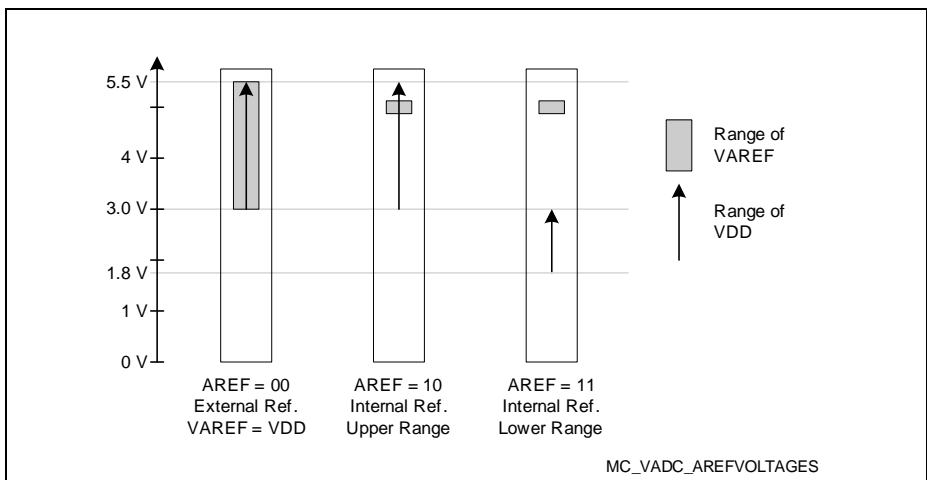 5.5 V
4 V
3.0 V
1.8 V
1 V
0 V
AREF = 00
External Ref.
VAREF = VDD
AREF = 10
Internal Ref.
Upper Range
AREF = 11
Internal Ref.
Lower Range
Range of
VAREF
Range of
VDD
MC_VADC_AREFVOLTAGES